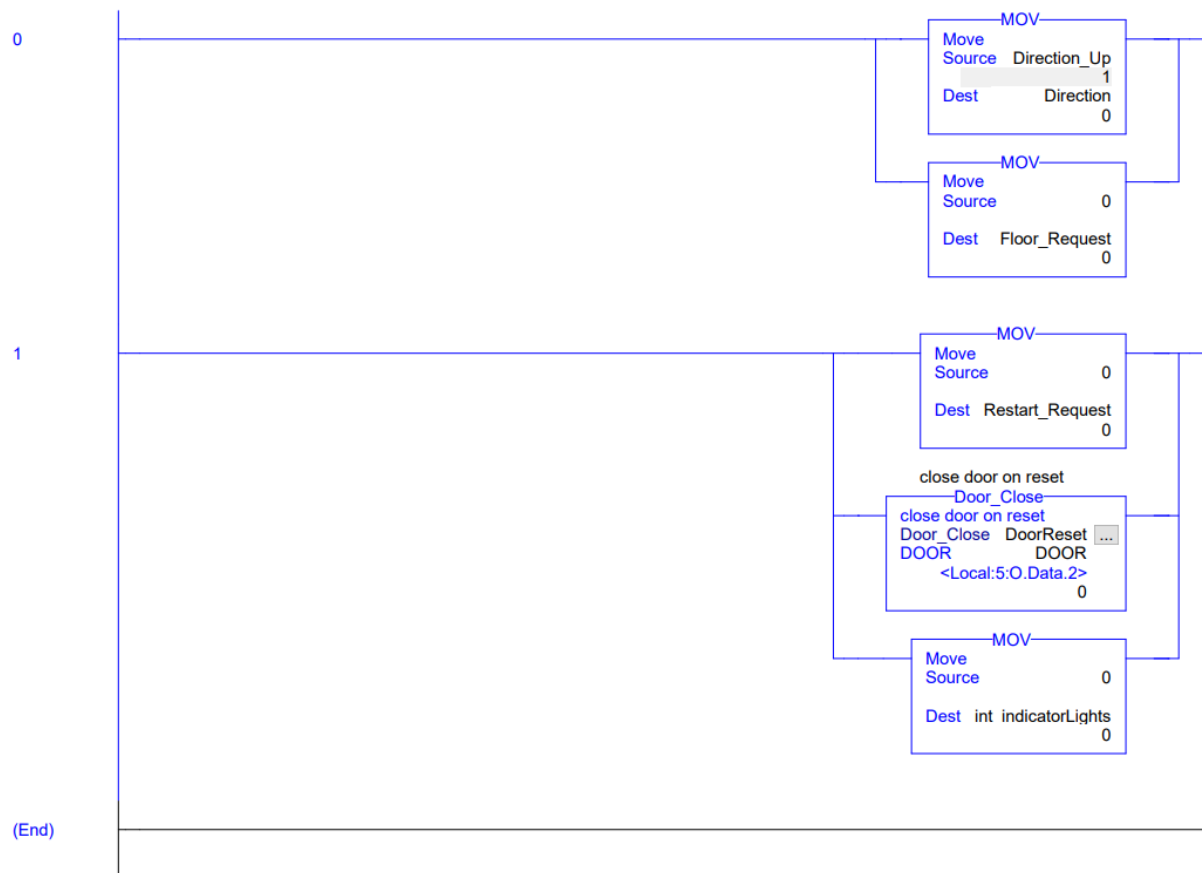 0
MOV
Move
Source Direction_Up
1
Dest Direction
0
MOV
Move
Source 0
Dest Floor_Request
0
1
MOV
Move
Source 0
Dest Restart_Request
0
close door on reset
Door_Close
close door on reset
Door_Close DoorReset ...
DOOR DOOR
<Local:5:O.Data.2>
0
MOV
Move
Source 0
Dest int_indicatorLights
0
(End)